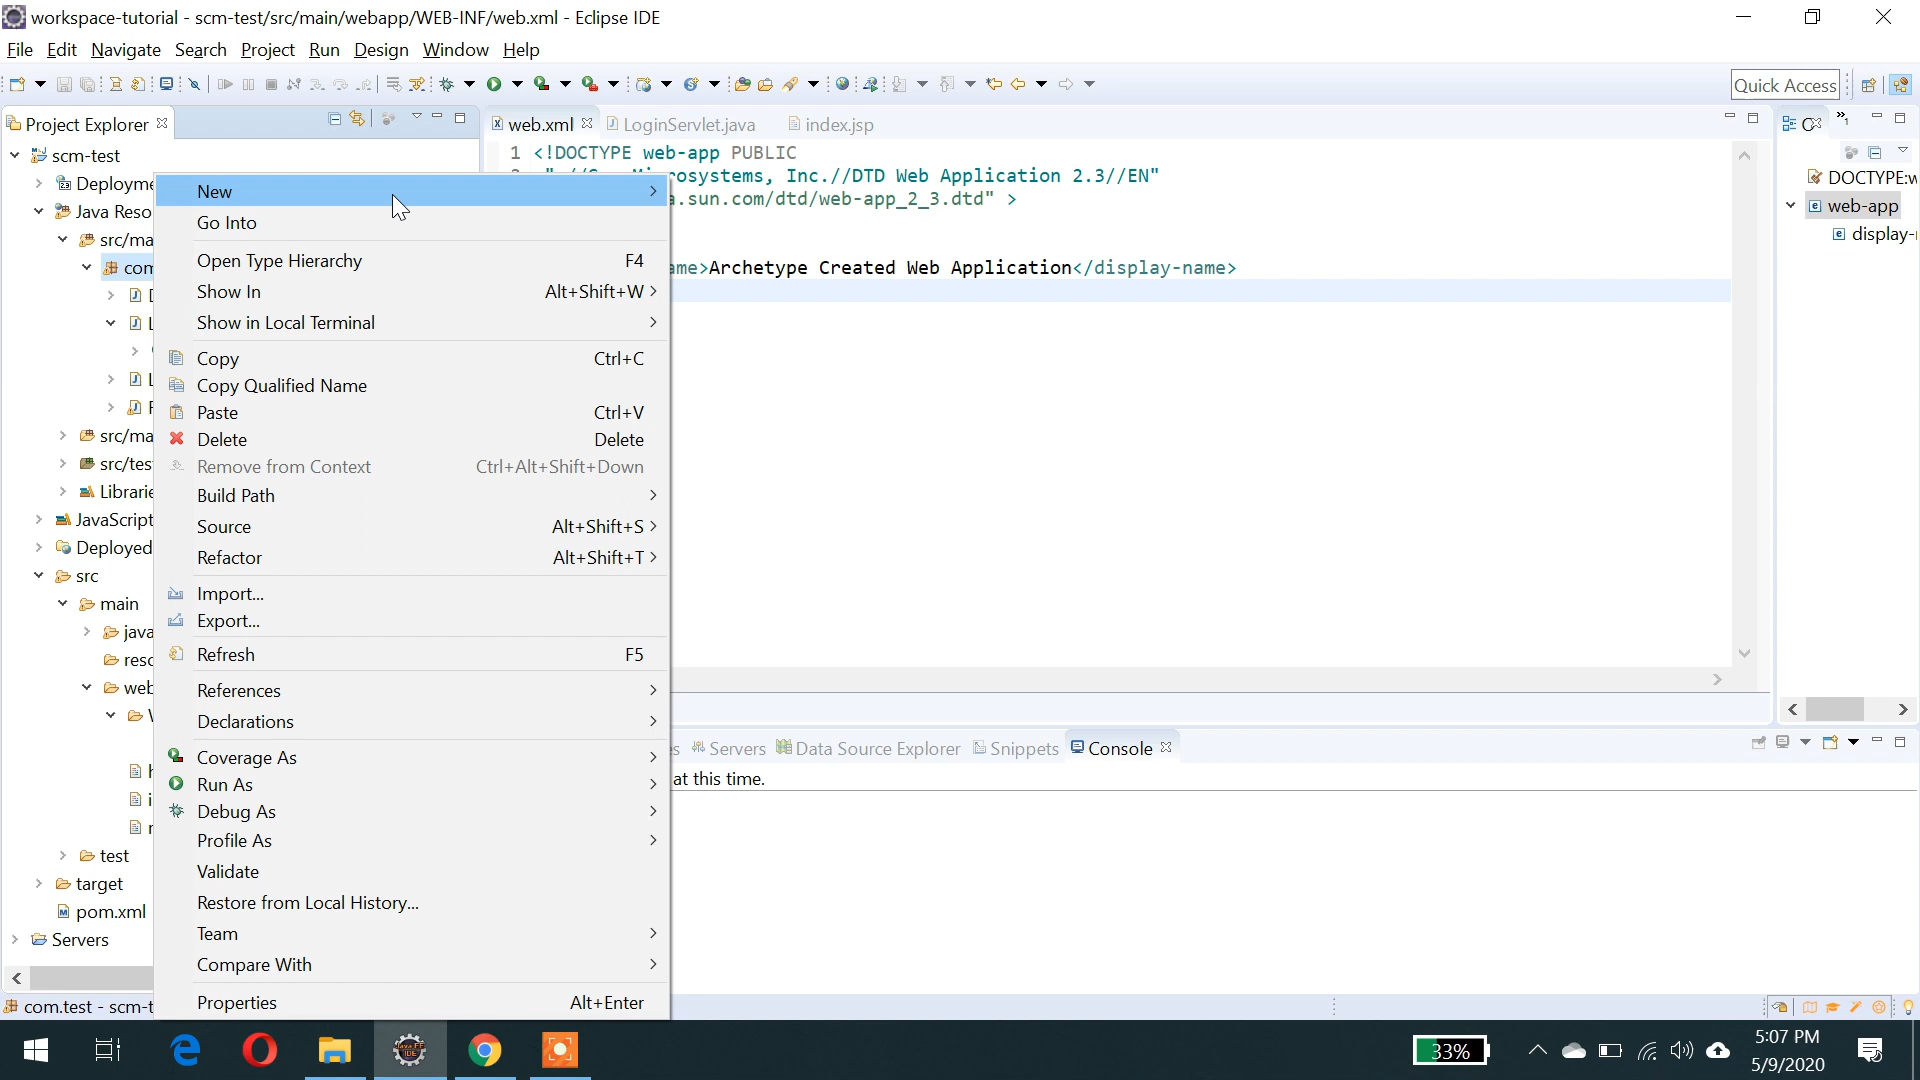 workspace-tutorial - scm-test/src/main/webapp/WEB-INF/web.xml - Eclipse IDE
File Edit Navigate Search Project Run Design Window Help
Quick Access
Project Explorer
web.xml LoginServlet.java index.jsp
scm-test
Deployme
Java Reso
src/ma
com
src/ma
src/tes
Librarie
JavaScript
Deployed
src
main
java
reso
web
test
target
pom.xml
Servers
New
Go Into
Open Type Hierarchy F4
Show In Alt+Shift+W
Show in Local Terminal
Copy Ctrl+C
Copy Qualified Name
Paste Ctrl+V
Delete Delete
Remove from Context Ctrl+Alt+Shift+Down
Build Path
Source Alt+Shift+S
Refactor Alt+Shift+T
Import...
Export...
Refresh F5
References
Declarations
Coverage As
Run As
Debug As
Profile As
Validate
Restore from Local History...
Team
Compare With
Properties Alt+Enter
1 <!DOCTYPE web-app PUBLIC
rosystems, Inc.//DTD Web Application 2.3//EN"
a.sun.com/dtd/web-app_2_3.dtd" >
ame>Archetype Created Web Application</display-name>
DOCTYPE:w
web-app
display-
Servers Data Source Explorer Snippets Console
at this time.
com.test - scm-t
33%
5:07 PM
5/9/2020